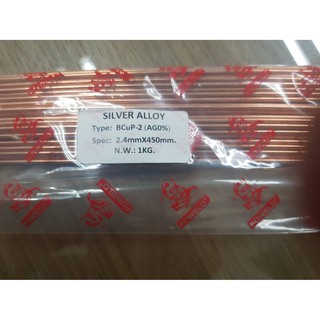 SILVER ALLOY
Type: BCuP-2 (AG0%)
Spec: 2.4mmX450mm.
N.W.: 1KG.